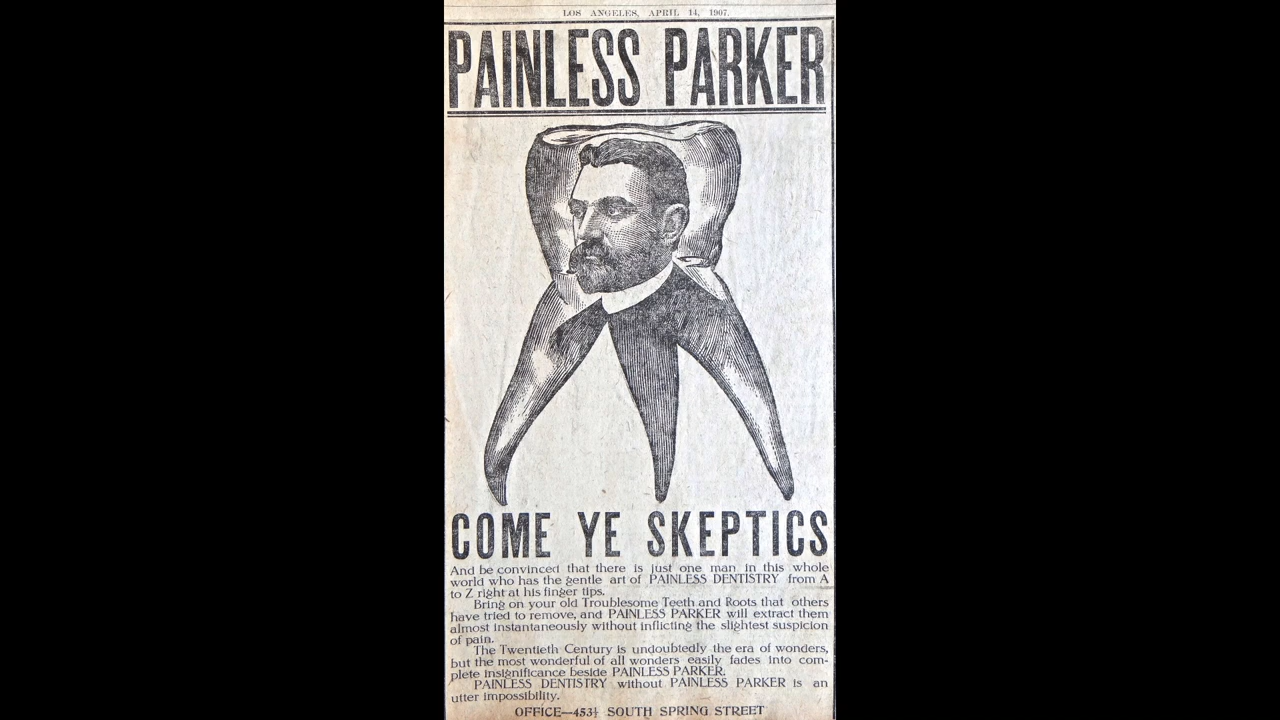 LOS ANGELES, APRIL 14, 1907.
PAINLESS PARKER
COME YE SKEPTICS
And be convinced that there is just one man in this whole
world who has the gentle art of PAINLESS DENTISTRY from A
to Z right at his finger tips.
Bring on your old Troublesome Teeth and Roots that others
have tried to remove, and PAINLESS PARKER will extract them
almost instantaneously without inflicting the slightest suspicion
of pain.
The Twentieth Century is undoubtedly the era of wonders,
but the most wonderful of all wonders easily fades into com-
plete insignificance beside PAINLESS PARKER.
PAINLESS DENTISTRY without PAINLESS PARKER is an
utter impossibility.
OFFICE—453½ SOUTH SPRING STREET